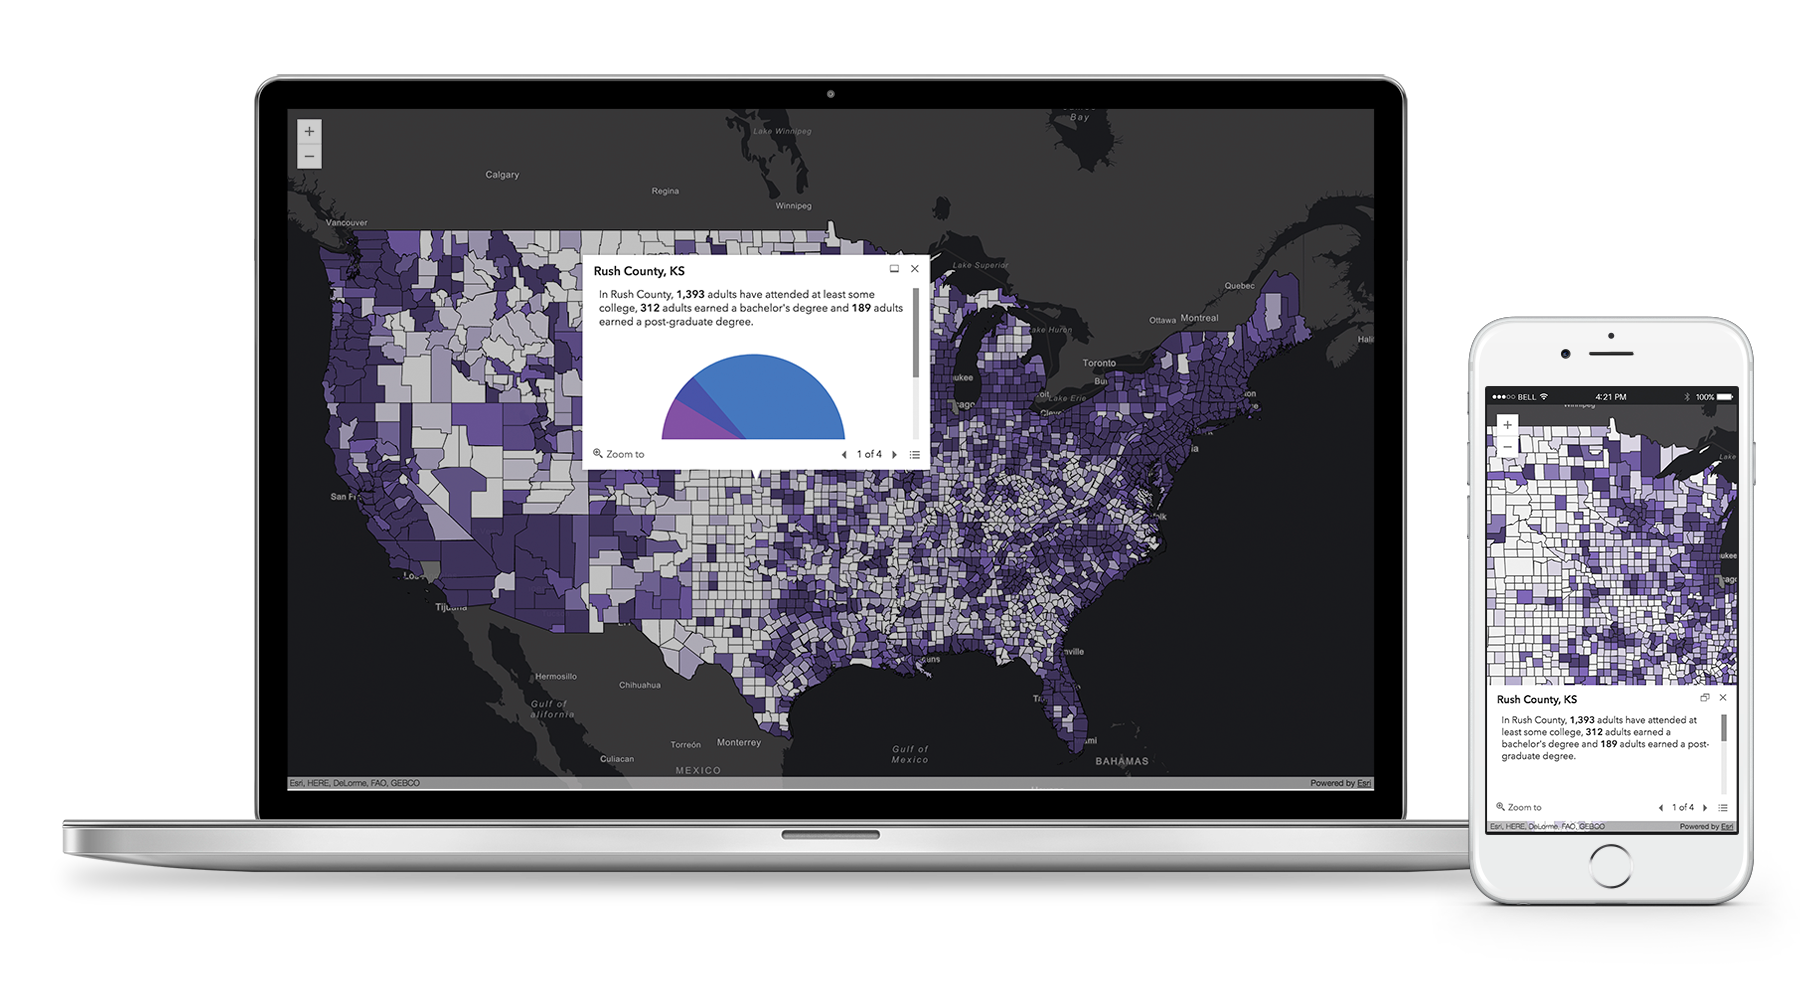 Bay
Lake Winnipeg
Calgary
Regina
Winnipeg
Vancouver
Rush County, KS
Lake Superior
In Rush County, 1,393 adults have attended at least some
college, 312 adults earned a bachelor's degree and 189 adults
earned a post-graduate degree.
Quebec
Ottawa Montreal
Lake Huron
Toronto
Lake Erie
Zoom to
1 of 4
Hermosillo
Chihuahua
Gulf of
Torreón
Monterrey
Culiacan
MEXICO
Gulf of
Mexico
BAHAMAS
Esri, HERE, DeLorme, FAO, GEBCO
Powered by Esri
BELL
4:21 PM
100%
Lake
Rush County, KS
In Rush County, 1,393 adults have attended at
least some college, 312 adults earned a
bachelor's degree and 189 adults earned a post-
graduate degree.
Zoom to
1 of 4
Esri, HERE, DeLorme, FAO, GEBCO
Powered by Esri